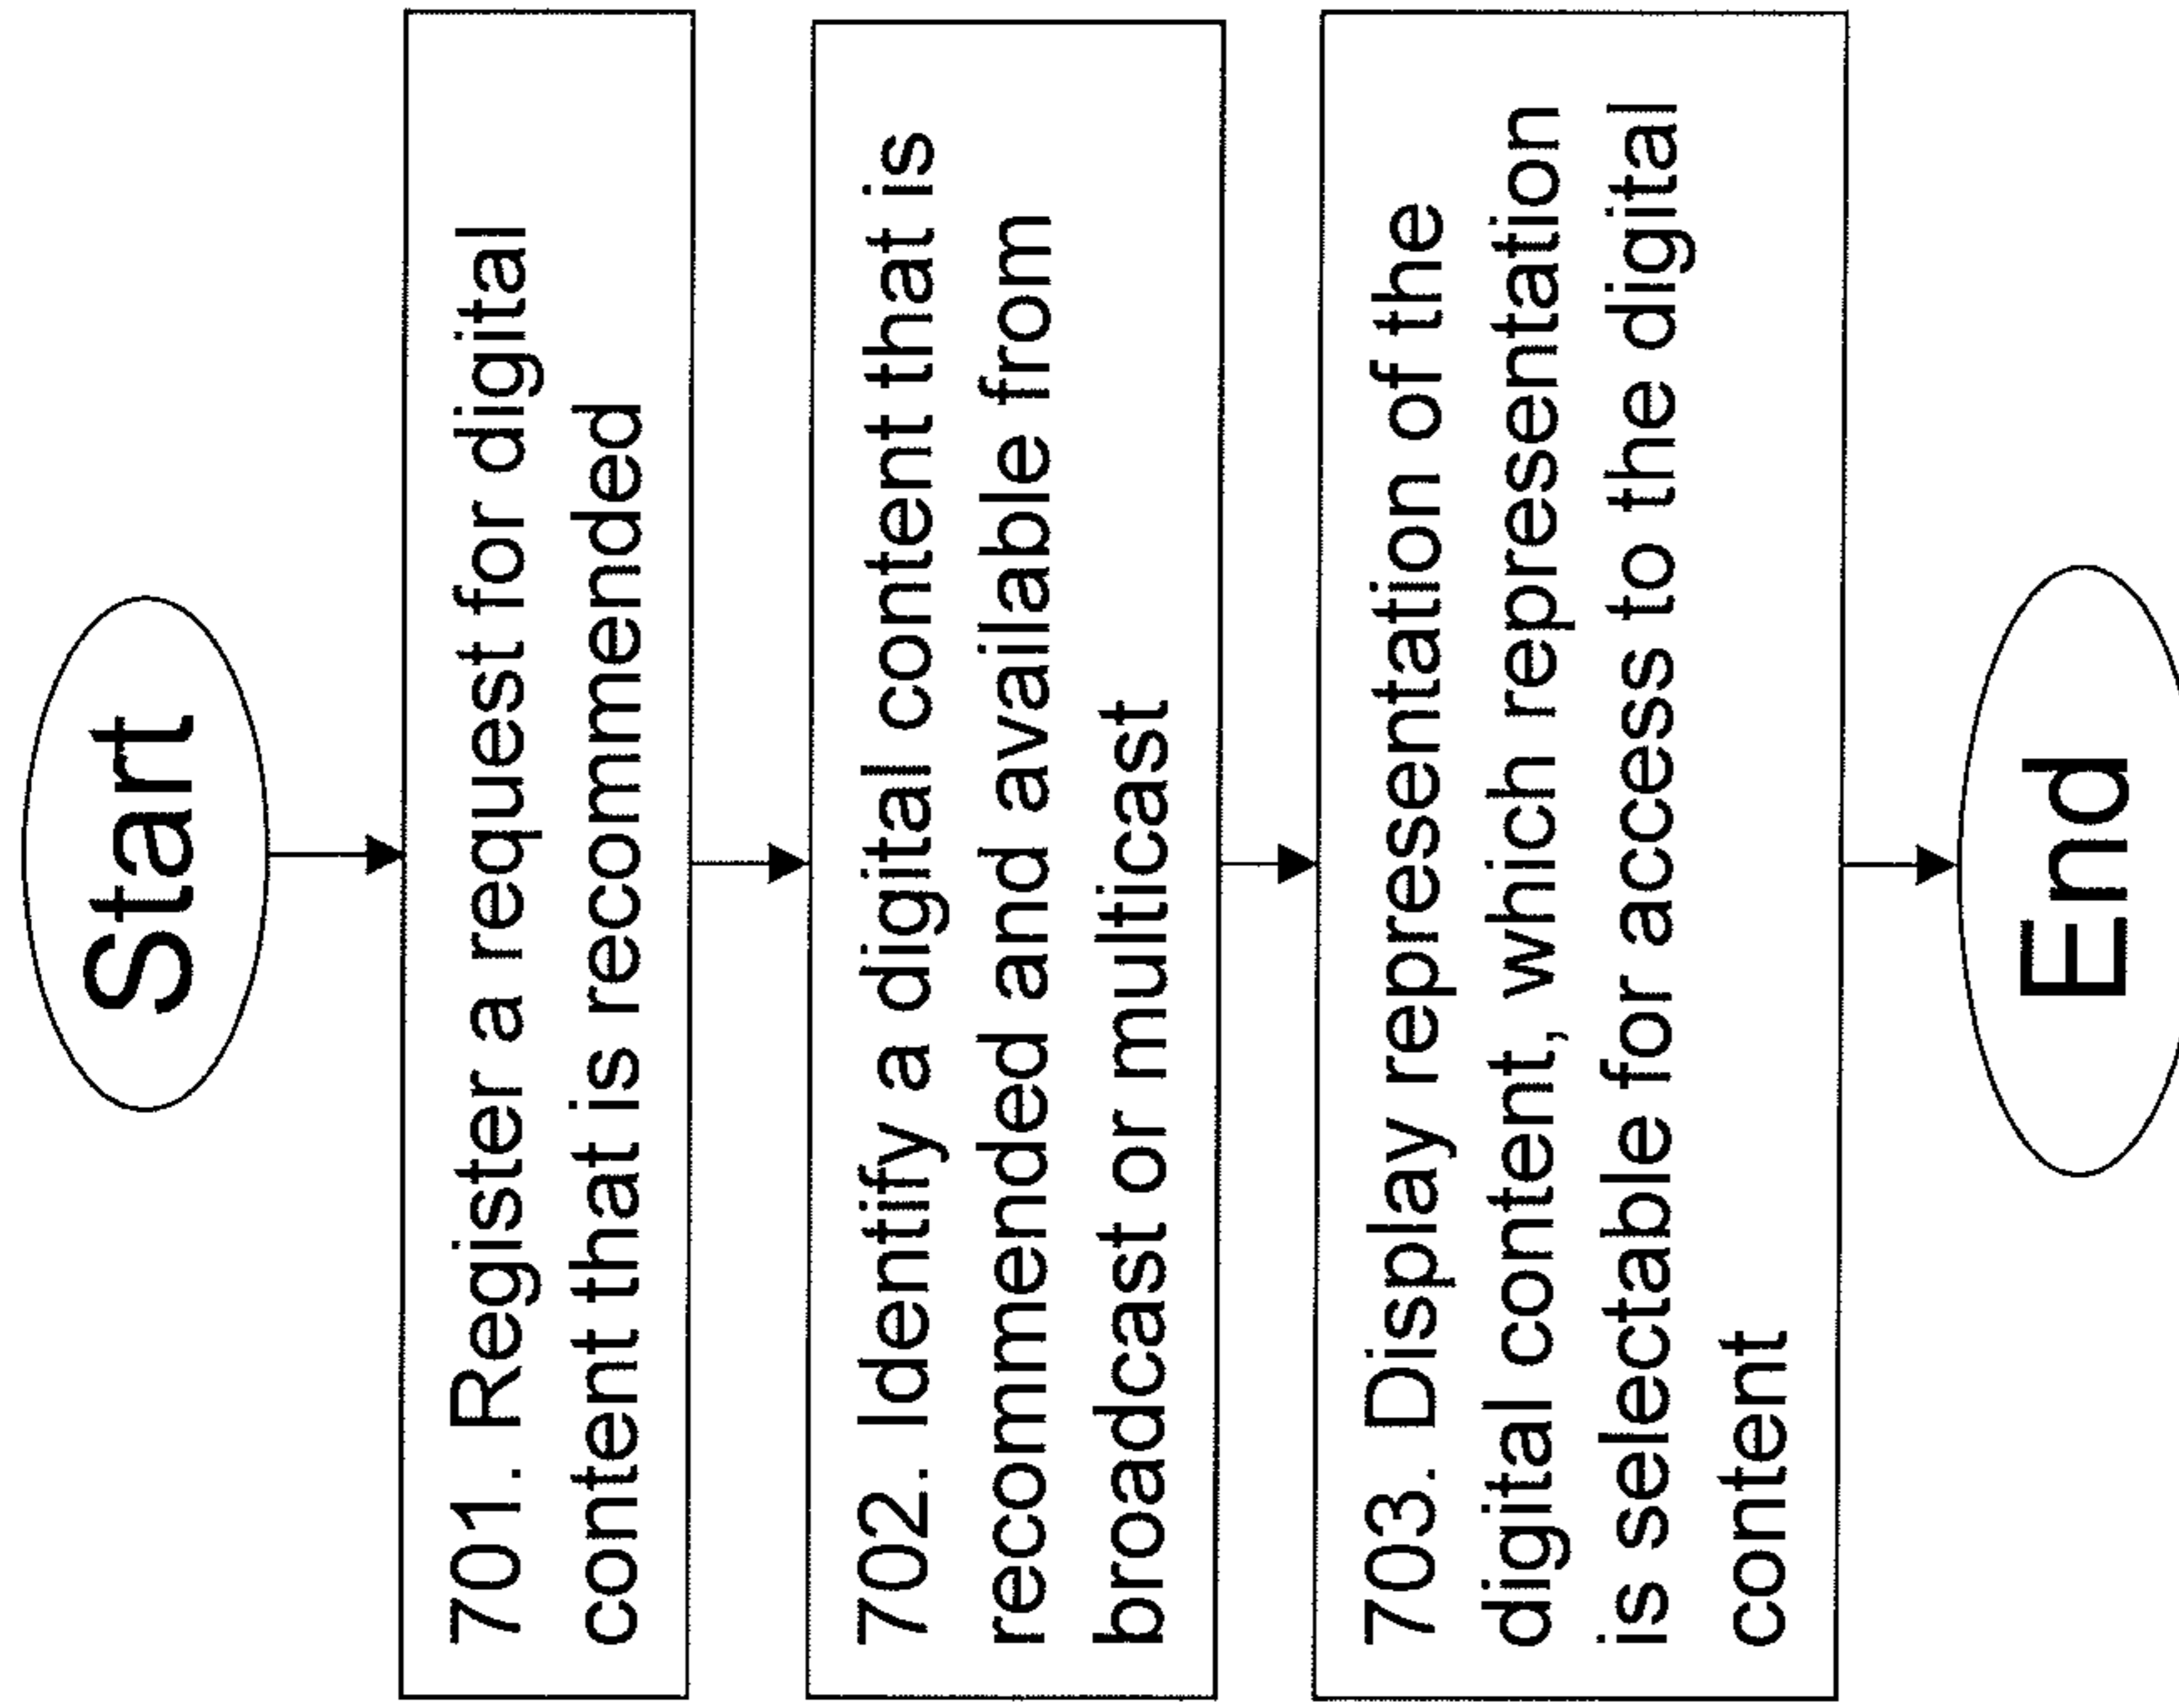 Start
701. Register a request for digital
content that is recommended
702. Identify a digital content that is
recommended and available from
broadcast or multicast
703. Display representation of the
digital content, which representation
is selectable for access to the digital
content
End